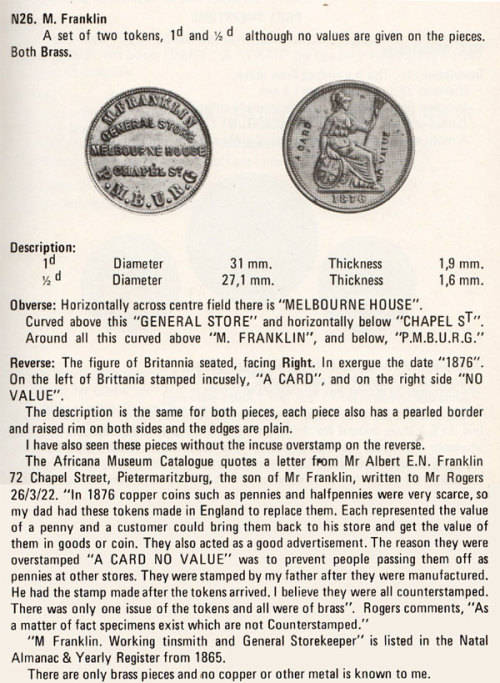 N26. M. Franklin
A set of two tokens, 1d and ½ d although no values are given on the pieces.
Both Brass.
M.FRANKLIN
GENERAL STORE
MELBOURNE HOUSE
CHAPEL ST
P.M.B.U.R.G
A CARD
NO VALUE
1876
Description:
1d Diameter 31 mm. Thickness 1,9 mm.
½ d Diameter 27,1 mm. Thickness 1,6 mm.
Obverse: Horizontally across centre field there is "MELBOURNE HOUSE".
Curved above this "GENERAL STORE" and horizontally below "CHAPEL ST".
Around all this curved above "M. FRANKLIN", and below, "P.M.B.U.R.G."
Reverse: The figure of Britannia seated, facing Right. In exergue the date "1876".
On the left of Brittania stamped incusely, "A CARD", and on the right side "NO
VALUE".
The description is the same for both pieces, each piece also has a pearled border
and raised rim on both sides and the edges are plain.
I have also seen these pieces without the incuse overstamp on the reverse.
The Africana Museum Catalogue quotes a letter from Mr Albert E.N. Franklin
72 Chapel Street, Pietermaritzburg, the son of Mr Franklin, written to Mr Rogers
26/3/22. "In 1876 copper coins such as pennies and halfpennies were very scarce, so
my dad had these tokens made in England to replace them. Each represented the value
of a penny and a customer could bring them back to his store and get the value of
them in goods or coin. They also acted as a good advertisement. The reason they were
overstamped "A CARD NO VALUE" was to prevent people passing them off as
pennies at other stores. They were stamped by my father after they were manufactured.
He had the stamp made after the tokens arrived. I believe they were all counterstamped.
There was only one issue of the tokens and all were of brass". Rogers comments, "As
a matter of fact specimens exist which are not Counterstamped."
"M Franklin. Working tinsmith and General Storekeeper" is listed in the Natal
Almanac & Yearly Register from 1865.
There are only brass pieces and no copper or other metal is known to me.